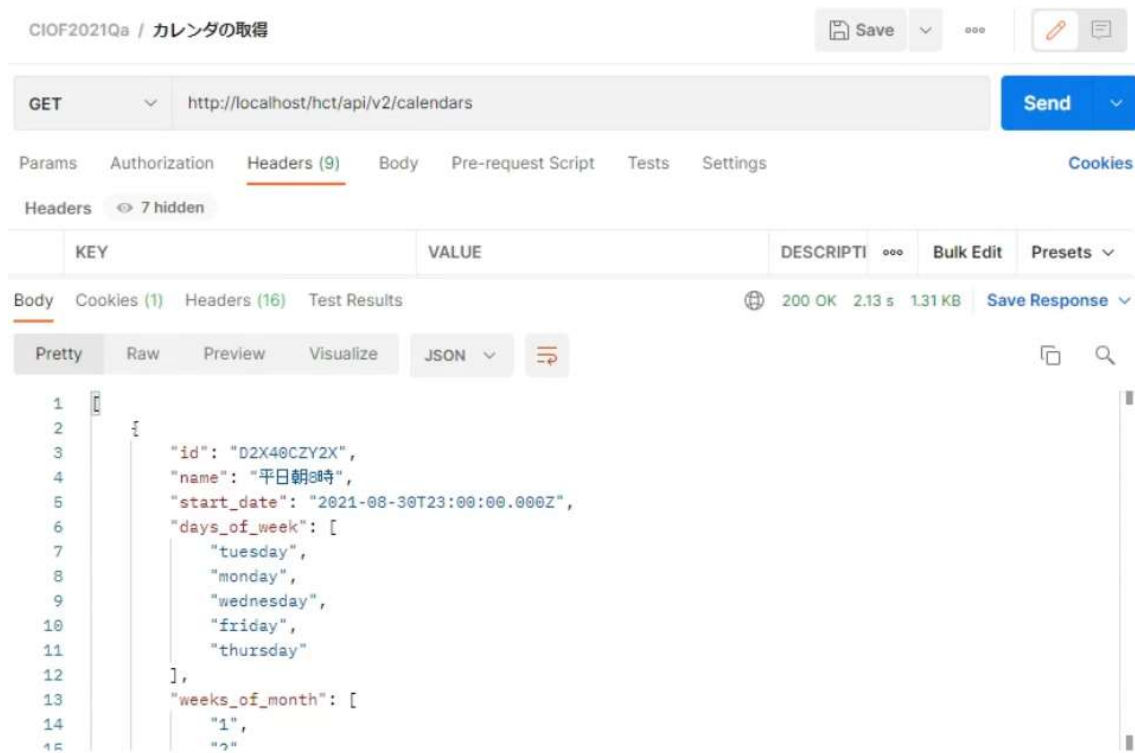 CIOF2021Qa / カレンダの取得 Save
GET http://localhost/hct/api/v2/calendars Send
Params Authorization Headers (9) Body Pre-request Script Tests Settings Cookies
Headers 7 hidden
KEY VALUE DESCRIPTI Bulk Edit Presets
Body Cookies (1) Headers (16) Test Results 200 OK 2.13 s 1.31 KB Save Response
Pretty Raw Preview Visualize JSON
1 [
2 {
3 "id": "D2X40CZY2X",
4 "name": "平日朝8時",
5 "start_date": "2021-08-30T23:00:00.000Z",
6 "days_of_week": [
7 "tuesday",
8 "monday",
9 "wednesday",
10 "friday",
11 "thursday"
12 ],
13 "weeks_of_month": [
14 "1",
15 "2"